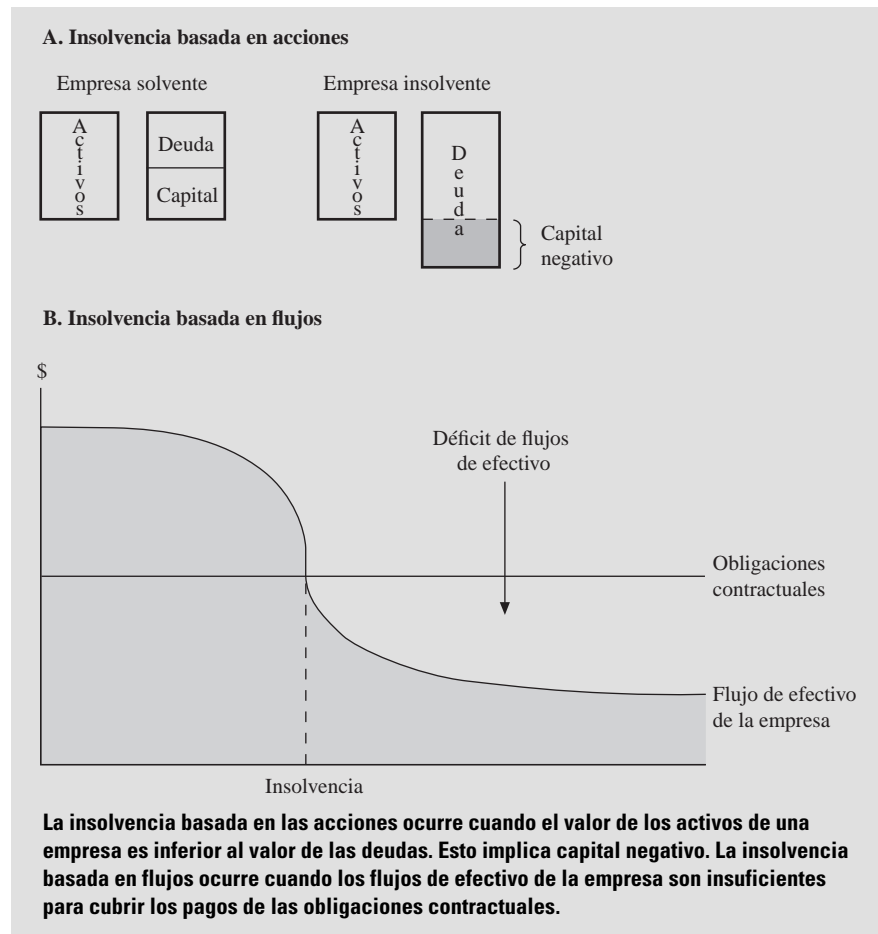 A. Insolvencia basada en acciones
Empresa solvente
Empresa insolvente
Activos
Deuda
Capital
Activos
Deuda
Capital
negativo
B. Insolvencia basada en flujos
$
Déficit de flujos
de efectivo
Obligaciones
contractuales
Flujo de efectivo
de la empresa
Insolvencia
La insolvencia basada en las acciones ocurre cuando el valor de los activos de una
empresa es inferior al valor de las deudas. Esto implica capital negativo. La insolvencia
basada en flujos ocurre cuando los flujos de efectivo de la empresa son insuficientes
para cubrir los pagos de las obligaciones contractuales.